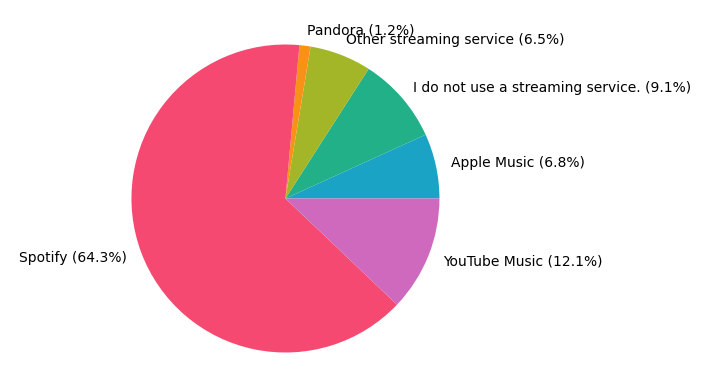 Pandora (1.2%)
Other streaming service (6.5%)
I do not use a streaming service. (9.1%)
Apple Music (6.8%)
Spotify (64.3%)
YouTube Music (12.1%)